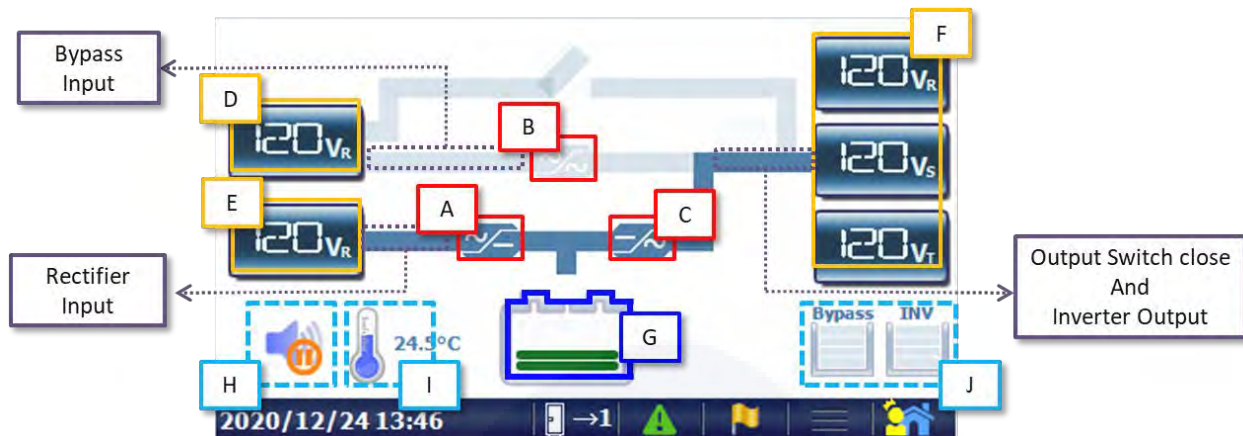 Bypass
Input
D
120VR
E
120VR
Rectifier
Input
B
A
C
F
120VR
120VS
120VT
Output Switch close
And
Inverter Output
H
24.5°C
I
G
Bypass INV
J
2020/12/24 13:46
→1